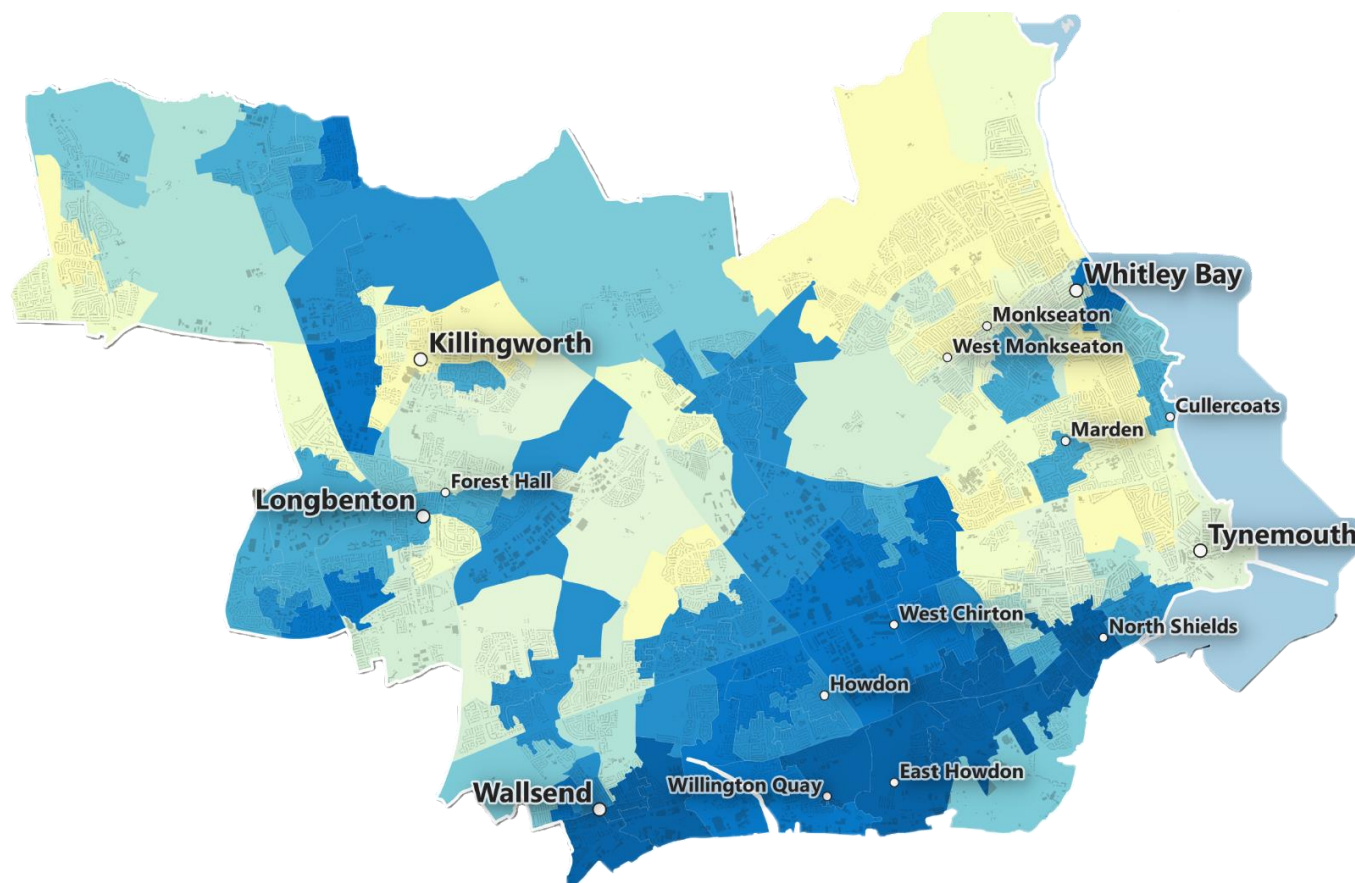 Whitley Bay
Monkseaton
West Monkseaton
Killingworth
Cullercoats
Marden
Forest Hall
Longbenton
Tynemouth
West Chirton
North Shields
Howdon
East Howdon
Willington Quay
Wallsend